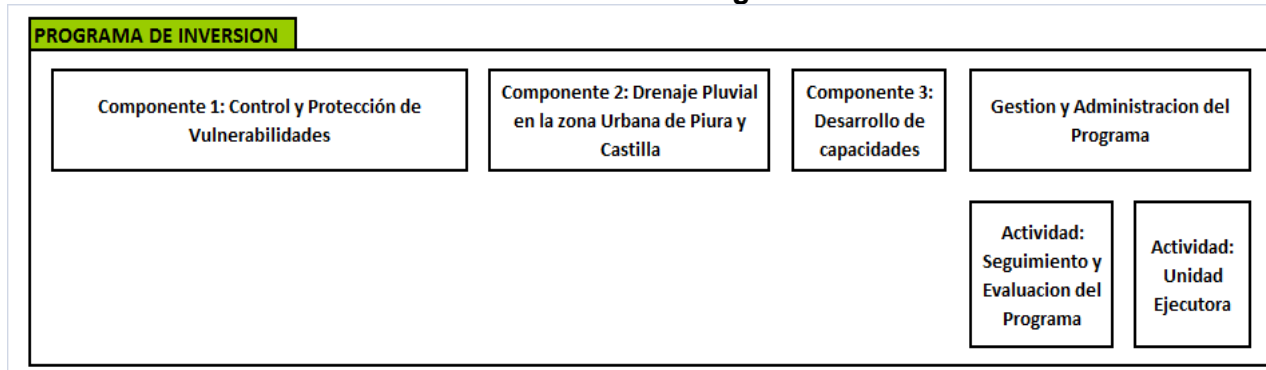 PROGRAMA DE INVERSION
Componente 1: Control y Protección de
Vulnerabilidades
Componente 2: Drenaje Pluvial
en la zona Urbana de Piura y
Castilla
Componente 3:
Desarrollo de
capacidades
Gestion y Administracion del
Programa
Actividad:
Seguimiento y
Evaluacion del
Programa
Actividad:
Unidad
Ejecutora